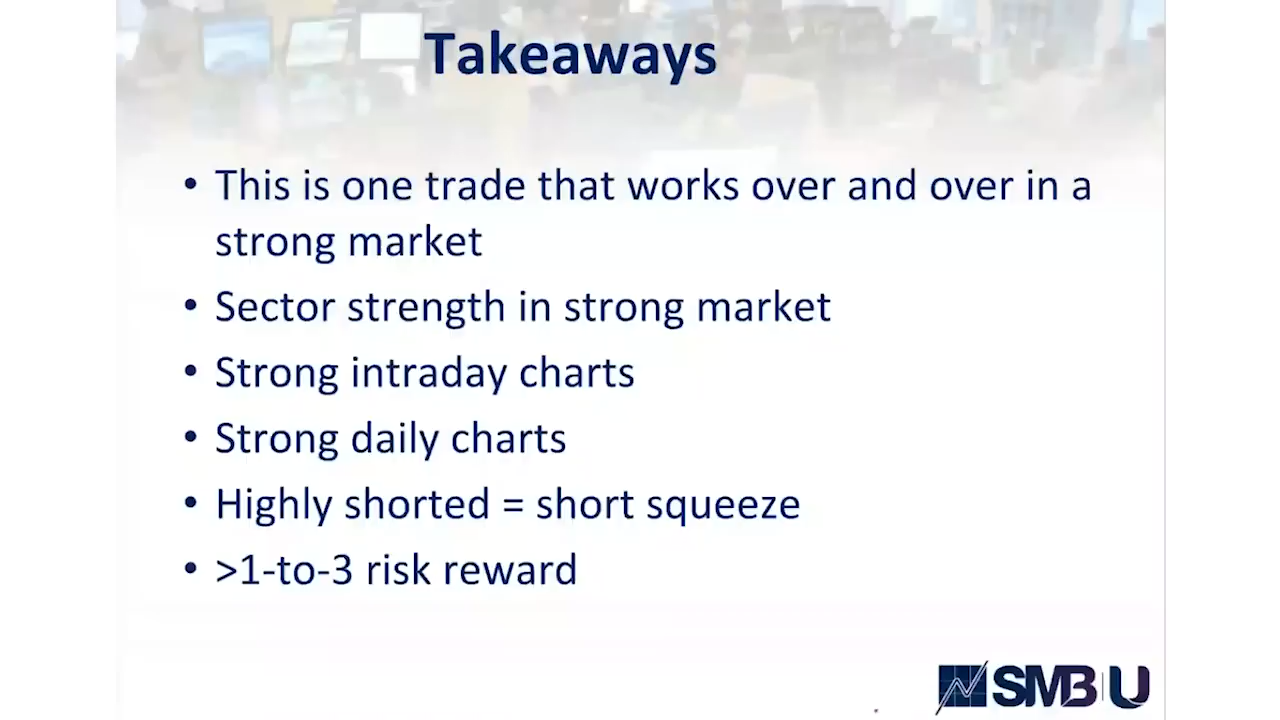 Takeaways
• This is one trade that works over and over in a
strong market
• Sector strength in strong market
• Strong intraday charts
• Strong daily charts
• Highly shorted = short squeeze
• >1-to-3 risk reward
SMB U